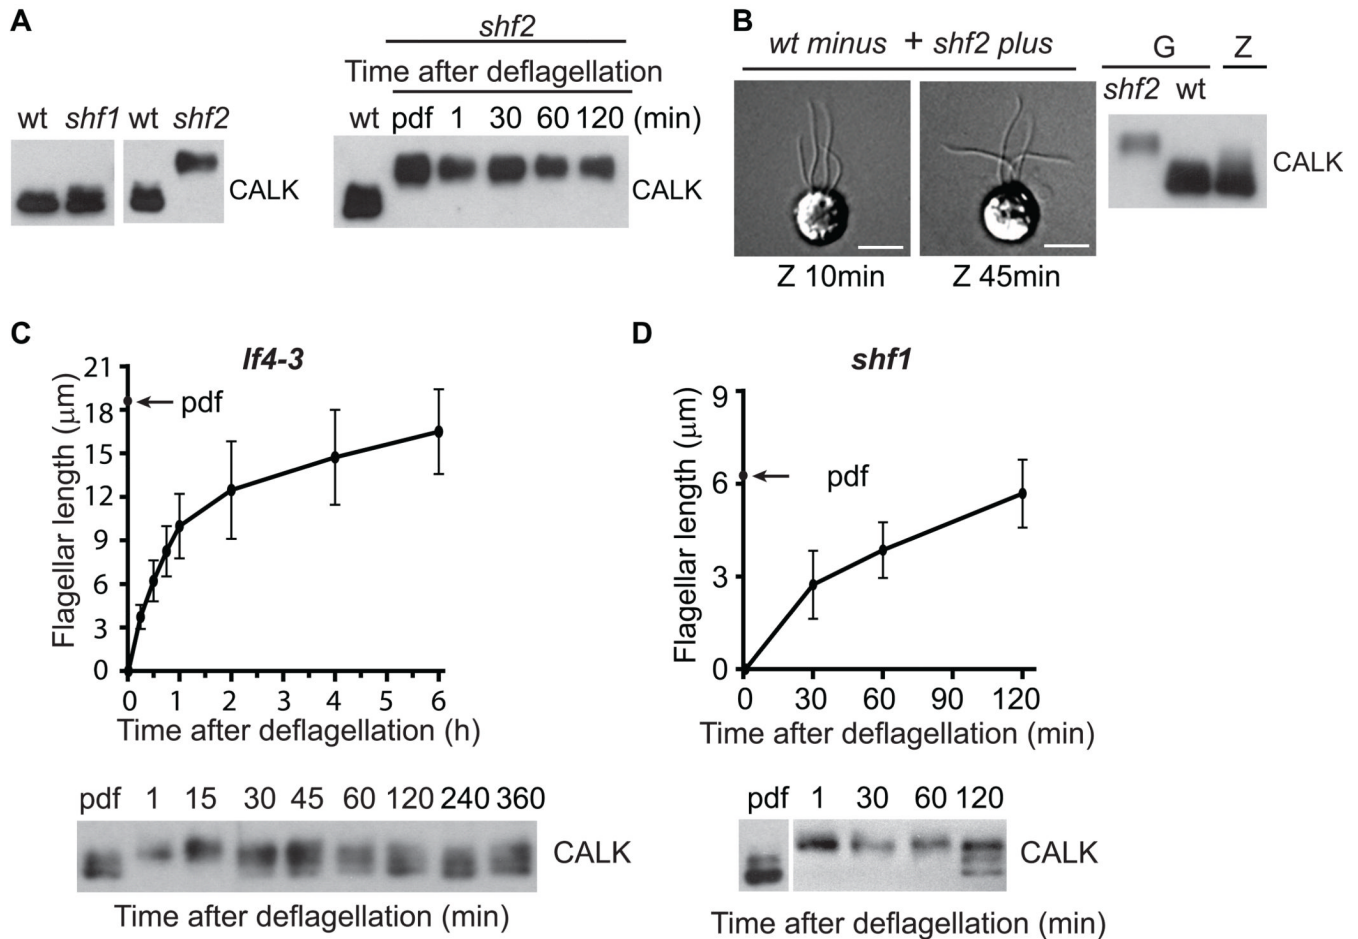 A
shf2
Time after deflagellation
wt shf1 wt shf2
wt pdf 1 30 60 120 (min)
CALK
CALK
B
wt minus + shf2 plus
G Z
shf2 wt
CALK
Z 10min
Z 45min
C
lf4-3
21
18
15
12
9
6
3
0
pdf
Flagellar length (μm)
0 1 2 3 4 5 6
Time after deflagellation (h)
pdf 1 15 30 45 60 120 240 360
CALK
Time after deflagellation (min)
D
shf1
9
6
3
0
pdf
Flagellar length (μm)
0 30 60 90 120
Time after deflagellation (min)
pdf 1 30 60 120
CALK
Time after deflagellation (min)